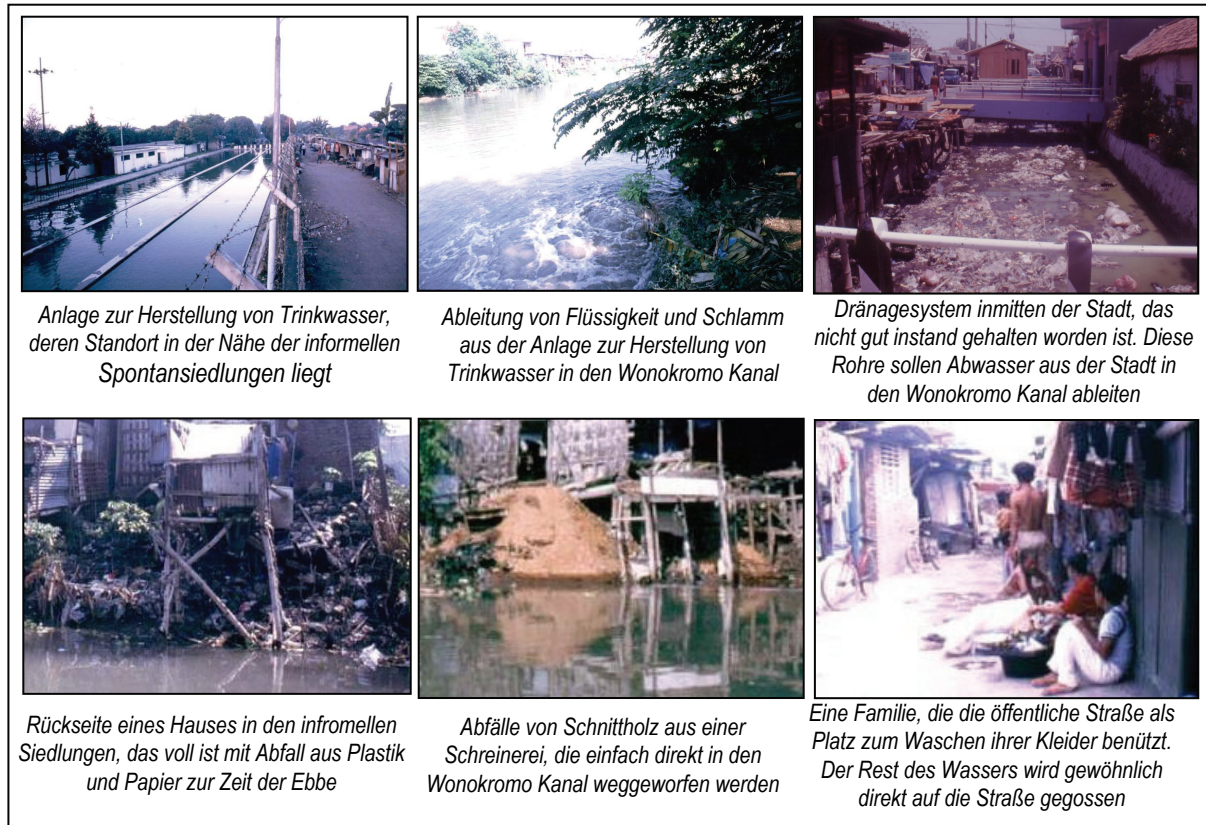 Anlage zur Herstellung von Trinkwasser,
deren Standort in der Nähe der informellen
Spontansiedlungen liegt
Ableitung von Flüssigkeit und Schlamm
aus der Anlage zur Herstellung von
Trinkwasser in den Wonokromo Kanal
Dränagesystem inmitten der Stadt, das
nicht gut instand gehalten worden ist. Diese
Rohre sollen Abwasser aus der Stadt in
den Wonokromo Kanal ableiten
Rückseite eines Hauses in den infromellen
Siedlungen, das voll ist mit Abfall aus Plastik
und Papier zur Zeit der Ebbe
Abfälle von Schnittholz aus einer
Schreinerei, die einfach direkt in den
Wonokromo Kanal weggeworfen werden
Eine Familie, die die öffentliche Straße als
Platz zum Waschen ihrer Kleider benützt.
Der Rest des Wassers wird gewöhnlich
direkt auf die Straße gegossen